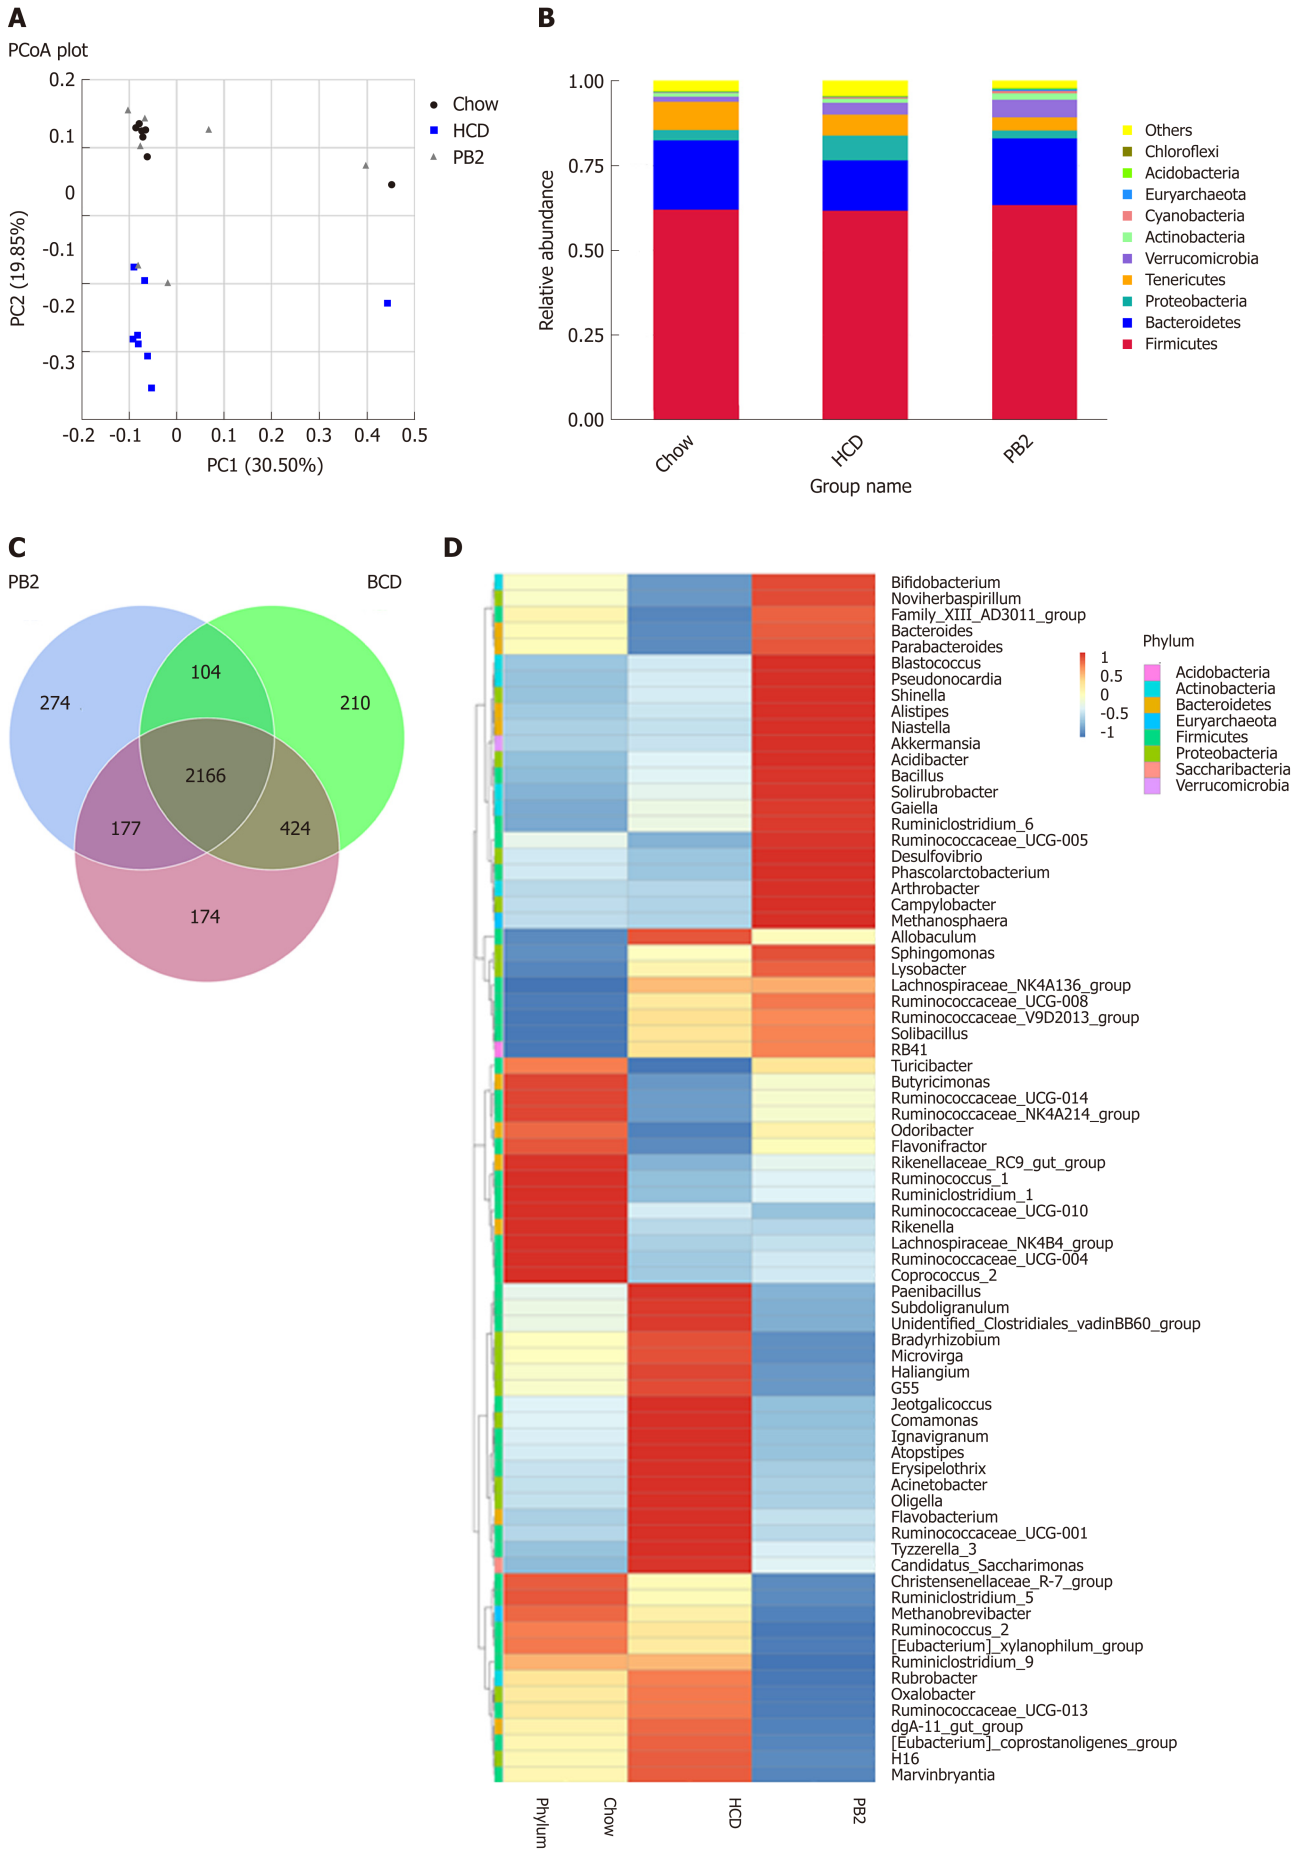 A
PCoA plot
0.2
0.1
0
-0.1
-0.2
-0.3
PC2 (19.85%)
-0.2 -0.1 0 0.1 0.2 0.3 0.4 0.5
PC1 (30.50%)
Chow
HCD
PB2
B
1.00
0.75
0.50
0.25
0.00
Relative abundance
Chow HCD PB2
Group name
Others
Chloroflexi
Acidobacteria
Euryarchaeota
Cyanobacteria
Actinobacteria
Verrucomicrobia
Tenericutes
Proteobacteria
Bacteroidetes
Firmicutes
C
PB2 BCD
104
274 210
2166
177 424
174
D
Bifidobacterium
Noviherbaspirillum
Family_XIII_AD3011_group
Bacteroides
Parabacteroides
Blastococcus
Pseudonocardia
Shinella
Alistipes
Niastella
Akkermansia
Acidibacter
Bacillus
Solirubrobacter
Gaiella
Ruminiclostridium_6
Ruminococcaceae_UCG-005
Desulfovibrio
Phascolarctobacterium
Arthrobacter
Campylobacter
Methanosphaera
Allobaculum
Sphingomonas
Lysobacter
Lachnospiraceae_NK4A136_group
Ruminococcaceae_UCG-008
Ruminococcaceae_V9D2013_group
Solibacillus
RB41
Turicibacter
Butyricimonas
Ruminococcaceae_UCG-014
Ruminococcaceae_NK4A214_group
Odoribacter
Flavonifractor
Rikenellaceae_RC9_gut_group
Ruminococcus_1
Ruminiclostridium_1
Ruminococcaceae_UCG-010
Rikenella
Lachnospiraceae_NK4B4_group
Ruminococcaceae_UCG-004
Coprococcus_2
Paenibacillus
Subdoligranulum
Unidentified_Clostridiales_vadinBB60_group
Bradyrhizobium
Microvirga
Haliangium
G55
Jeotgalicoccus
Comamonas
Ignavigranum
Atopstipes
Erysipelothrix
Acinetobacter
Oligella
Flavobacterium
Ruminococcaceae_UCG-001
Tyzzerella_3
Candidatus_Saccharimonas
Christensenellaceae_R-7_group
Ruminiclostridium_5
Methanobrevibacter
Ruminococcus_2
[Eubacterium]_xylanophilum_group
Ruminiclostridium_9
Rubrobacter
Oxalobacter
Ruminococcaceae_UCG-013
dgA-11_gut_group
[Eubacterium]_coprostanoligenes_group
H16
Marvinbryantia
Phylum Chow HCD PB2
1
0.5
0
-0.5
-1
Phylum
Acidobacteria
Actinobacteria
Bacteroidetes
Euryarchaeota
Firmicutes
Proteobacteria
Saccharibacteria
Verrucomicrobia